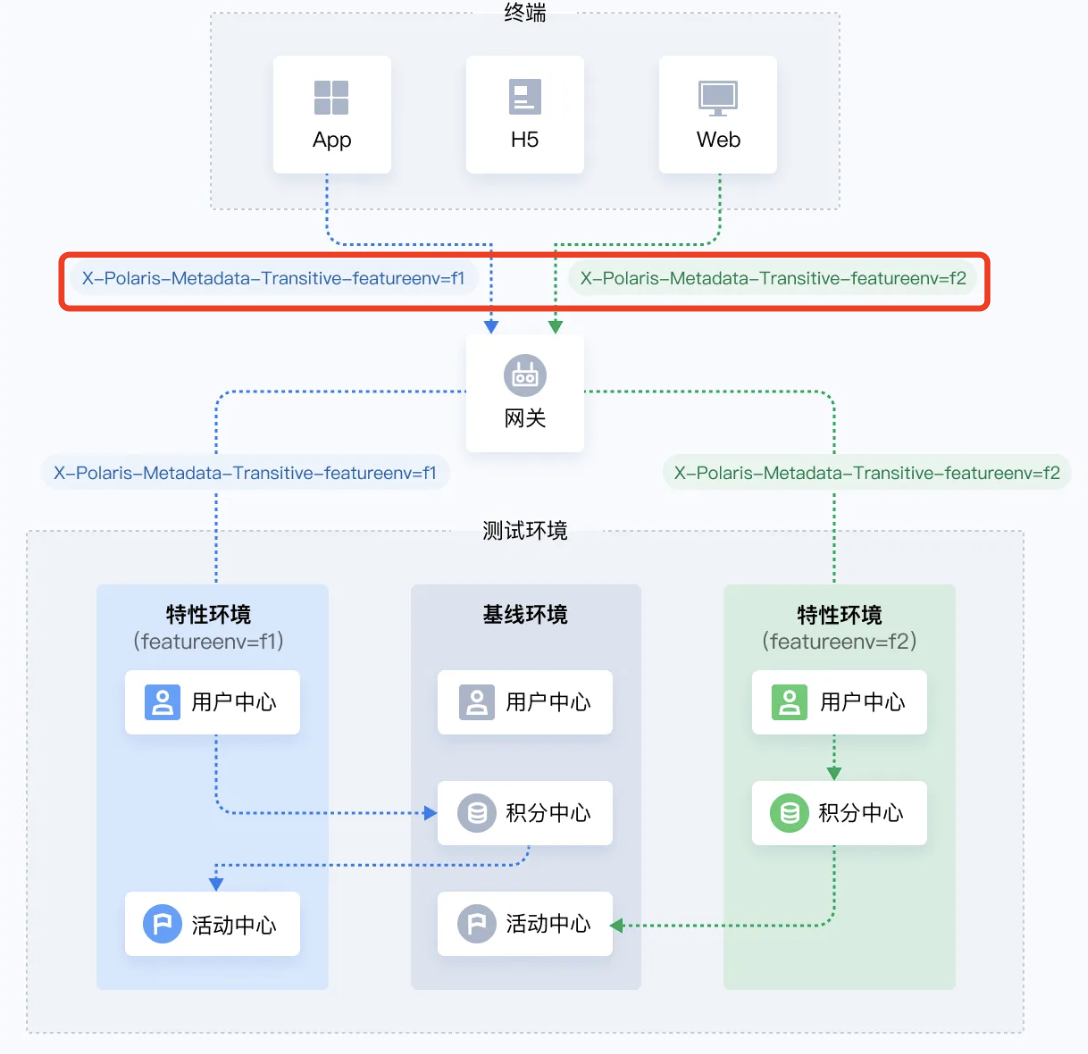 终端
App
H5
Web
X-Polaris-Metadata-Transitive-featureenv=f1
X-Polaris-Metadata-Transitive-featureenv=f2
网关
X-Polaris-Metadata-Transitive-featureenv=f1
X-Polaris-Metadata-Transitive-featureenv=f2
测试环境
特性环境
(featureenv=f1)
用户中心
活动中心
基线环境
用户中心
积分中心
活动中心
特性环境
(featureenv=f2)
用户中心
积分中心